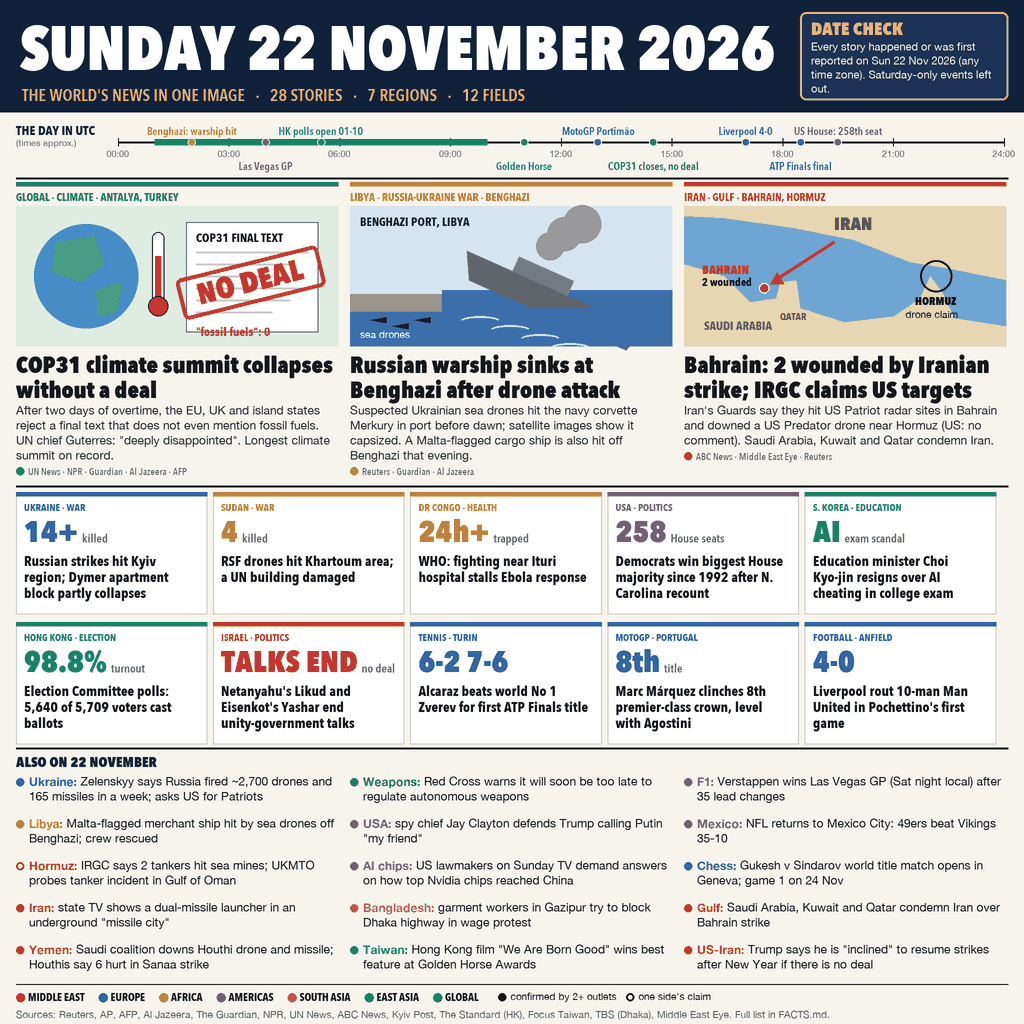 SUNDAY 22 NOVEMBER 2026
THE WORLD'S NEWS IN ONE IMAGE · 28 STORIES · 7 REGIONS · 12 FIELDS
DATE CHECK
Every story happened or was first
reported on Sun 22 Nov 2026 (any
time zone). Saturday-only events left
out.
THE DAY IN UTC
(times approx.)
Benghazi: warship hit
HK polls open 01-10
MotoGP Portimão
Liverpool 4-0
US House: 258th seat
00:00
03:00
06:00
09:00
12:00
15:00
18:00
21:00
24:00
Las Vegas GP
Golden Horse
COP31 closes, no deal
ATP Finals final
GLOBAL · CLIMATE · ANTALYA, TURKEY
COP31 FINAL TEXT
NO DEAL
"fossil fuels": 0
COP31 climate summit collapses
without a deal
After two days of overtime, the EU, UK and island states
reject a final text that does not even mention fossil fuels.
UN chief Guterres: "deeply disappointed". Longest climate
summit on record.
UN News · NPR · Guardian · Al Jazeera · AFP
LIBYA · RUSSIA-UKRAINE WAR · BENGHAZI
BENGHAZI PORT, LIBYA
sea drones
Russian warship sinks at
Benghazi after drone attack
Suspected Ukrainian sea drones hit the navy corvette
Merkury in port before dawn; satellite images show it
capsized. A Malta-flagged cargo ship is also hit off
Benghazi that evening.
Reuters · Guardian · Al Jazeera
IRAN · GULF · BAHRAIN, HORMUZ
IRAN
BAHRAIN
2 wounded
HORMUZ
drone claim
QATAR
SAUDI ARABIA
Bahrain: 2 wounded by Iranian
strike; IRGC claims US targets
Iran's Guards say they hit US Patriot radar sites in Bahrain
and downed a US Predator drone near Hormuz (US: no
comment). Saudi Arabia, Kuwait and Qatar condemn Iran.
ABC News · Middle East Eye · Reuters
UKRAINE · WAR
14+ killed
Russian strikes hit Kyiv
region; Dymer apartment
block partly collapses
SUDAN · WAR
4 killed
RSF drones hit Khartoum area;
a UN building damaged
DR CONGO · HEALTH
24h+ trapped
WHO: fighting near Ituri
hospital stalls Ebola response
USA · POLITICS
258 House seats
Democrats win biggest House
majority since 1992 after N.
Carolina recount
S. KOREA · EDUCATION
AI exam scandal
Education minister Choi
Kyo-jin resigns over AI
cheating in college exam
HONG KONG · ELECTION
98.8% turnout
Election Committee polls:
5,640 of 5,709 voters cast
ballots
ISRAEL · POLITICS
TALKS END no deal
Netanyahu's Likud and
Eisenkot's Yashar end
unity-government talks
TENNIS · TURIN
6-2 7-6
Alcaraz beats world No 1
Zverev for first ATP Finals title
MOTOGP · PORTUGAL
8th title
Marc Márquez clinches 8th
premier-class crown, level
with Agostini
FOOTBALL · ANFIELD
4-0
Liverpool rout 10-man Man
United in Pochettino's first
game
ALSO ON 22 NOVEMBER
Ukraine: Zelenskyy says Russia fired ~2,700 drones and
165 missiles in a week; asks US for Patriots
Libya: Malta-flagged merchant ship hit by sea drones off
Benghazi; crew rescued
Hormuz: IRGC says 2 tankers hit sea mines; UKMTO
probes tanker incident in Gulf of Oman
Iran: state TV shows a dual-missile launcher in an
underground "missile city"
Yemen: Saudi coalition downs Houthi drone and missile;
Houthis say 6 hurt in Sanaa strike
Weapons: Red Cross warns it will soon be too late to
regulate autonomous weapons
USA: spy chief Jay Clayton defends Trump calling Putin
"my friend"
AI chips: US lawmakers on Sunday TV demand answers
on how top Nvidia chips reached China
Bangladesh: garment workers in Gazipur try to block
Dhaka highway in wage protest
Taiwan: Hong Kong film "We Are Born Good" wins best
feature at Golden Horse Awards
F1: Verstappen wins Las Vegas GP (Sat night local) after
35 lead changes
Mexico: NFL returns to Mexico City: 49ers beat Vikings
35-10
Chess: Gukesh v Sindarov world title match opens in
Geneva; game 1 on 24 Nov
Gulf: Saudi Arabia, Kuwait and Qatar condemn Iran over
Bahrain strike
US-Iran: Trump says he is "inclined" to resume strikes
after New Year if there is no deal
MIDDLE EAST
EUROPE
AFRICA
AMERICAS
SOUTH ASIA
EAST ASIA
GLOBAL
confirmed by 2+ outlets
one side's claim
Sources: Reuters, AP, AFP, Al Jazeera, The Guardian, NPR, UN News, ABC News, Kyiv Post, The Standard (HK), Focus Taiwan, TBS (Dhaka), Middle East Eye. Full list in FACTS.md.